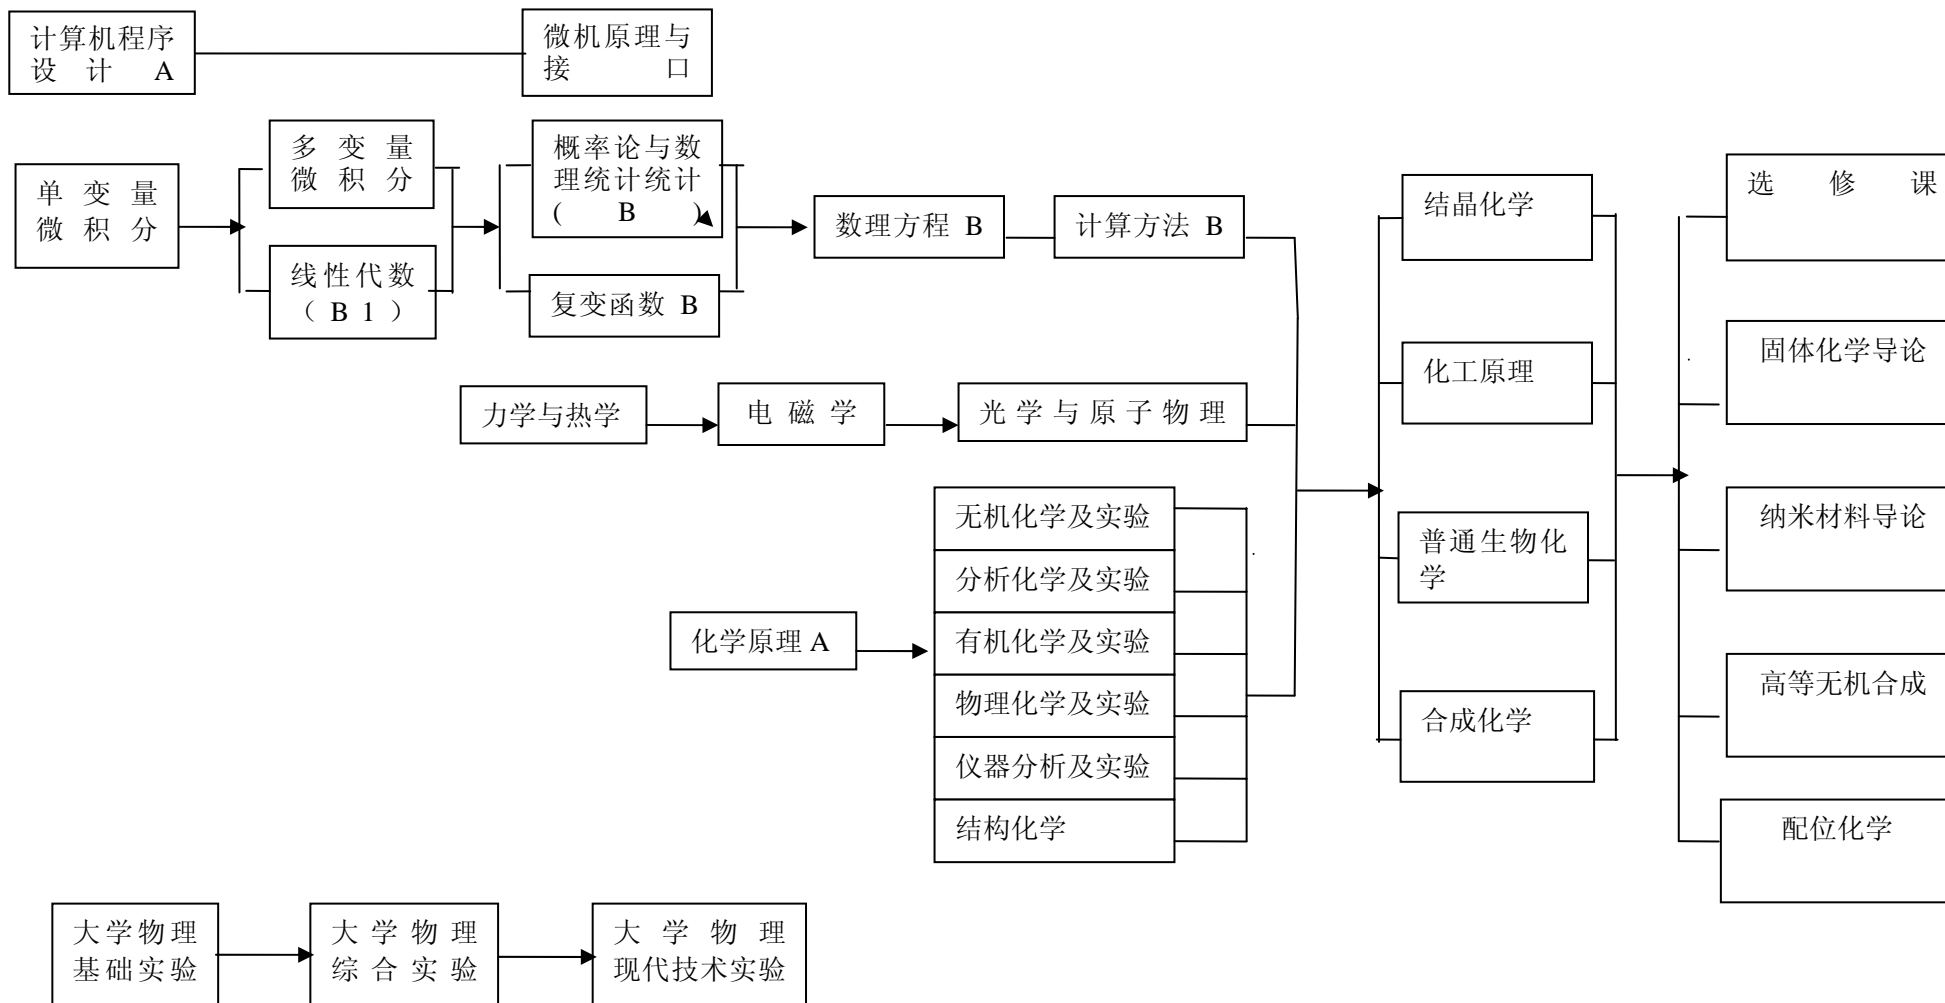 计算机程序
设计 A
微机原理与
接口
单变量
微积分
多变量
微积分
线性代数
（B1）
概率论与数
理统计统计
( B )
复变函数 B
数理方程 B
计算方法 B
力学与热学
电磁学
光学与原子物理
化学原理 A
无机化学及实验
分析化学及实验
有机化学及实验
物理化学及实验
仪器分析及实验
结构化学
结晶化学
化工原理
普通生物化
学
合成化学
选修课
固体化学导论
纳米材料导论
高等无机合成
配位化学
大学物理
基础实验
大学物理
综合实验
大学物理
现代技术实验